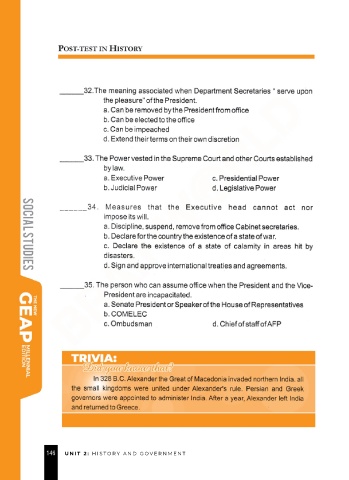 POST-TEST IN HISTORY
______32.The meaning associated when Department Secretaries " serve upon
the pleasure" of the President.
a. Can be removed by the President from office
b. Can be elected to the office
c. Can be impeached
d. Extend their terms on their own discretion
______33. The Power vested in the Supreme Court and other Courts established
by law.
a. Executive Power c. Presidential Power
b. Judicial Power d. Legislative Power
______34. Measures that the Executive head cannot act nor
impose its will.
a. Discipline, suspend, remove from office Cabinet secretaries.
b. Declare for the country the existence of a state of war.
c. Declare the existence of a state of calamity in areas hit by
disasters.
d. Sign and approve international treaties and agreements.
______35. The person who can assume office when the President and the Vice-
President are incapacitated.
a. Senate President or Speaker of the House of Representatives
b. COMELEC
c. Ombudsman d. Chief of staff of AFP
SOCIAL STUDIES
THE NEW
GEAP
MILLENNIAL
EDITION
TRIVIA:
Did you know that?
In 328 B.C. Alexander the Great of Macedonia invaded northern India. all
the small kingdoms were united under Alexander's rule. Persian and Greek
governors were appointed to administer India. After a year, Alexander left India
and returned to Greece.
146 UNIT 2: HISTORY AND GOVERNMENT